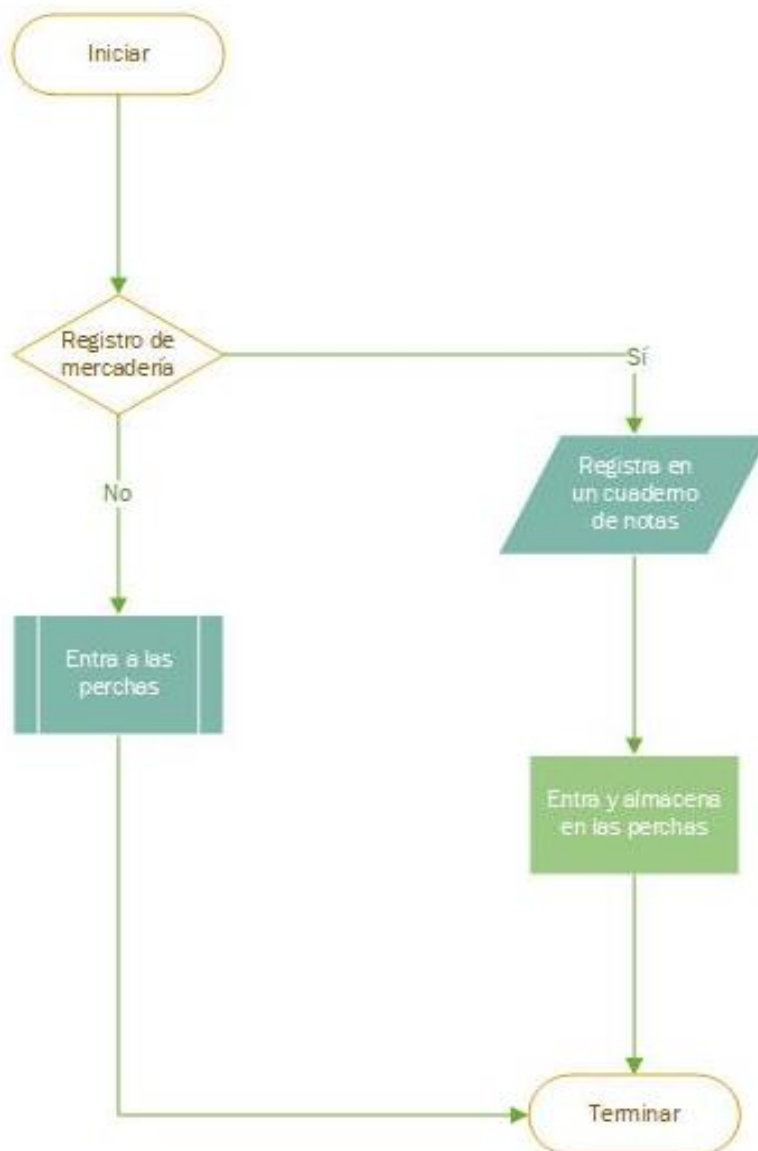 Iniciar
Registro de
mercadería
Sí
Registra en
un cuaderno
de notas
No
Entra a las
perchas
Entra y almacena
en las perchas
Terminar